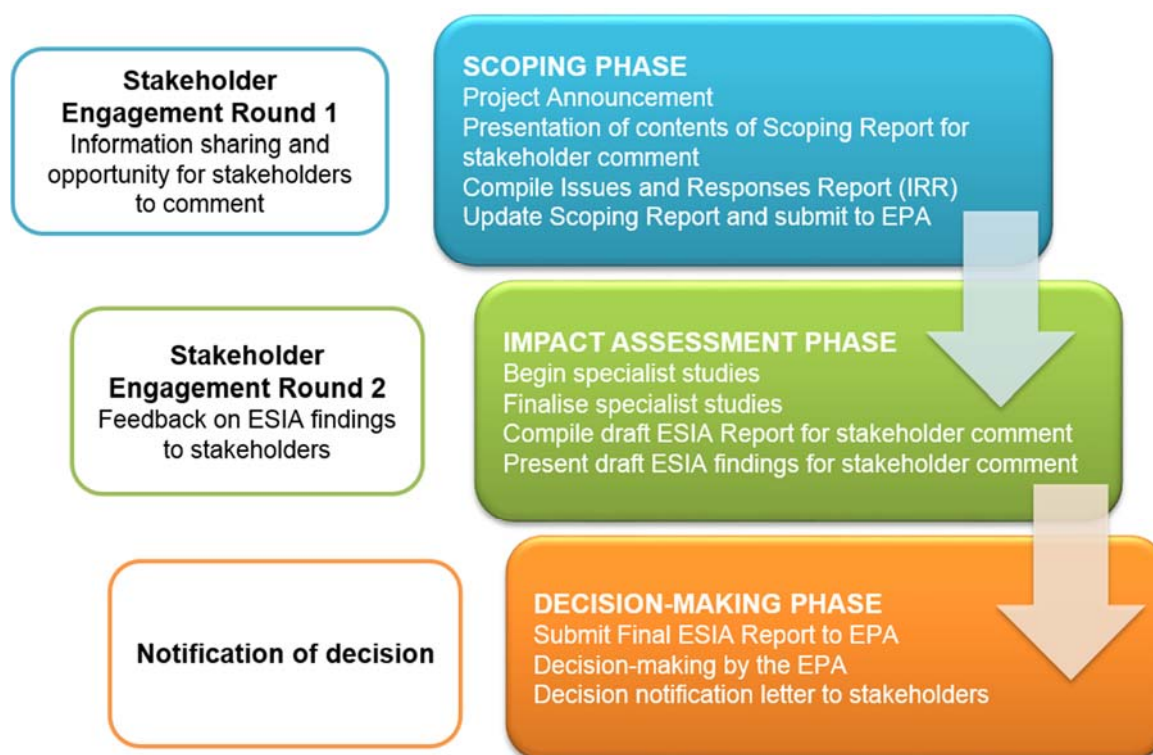 Stakeholder
Engagement Round 1
Information sharing and
opportunity for stakeholders
to comment
SCOPING PHASE
Project Announcement
Presentation of contents of Scoping Report for
stakeholder comment
Compile Issues and Responses Report (IRR)
Update Scoping Report and submit to EPA
Stakeholder
Engagement Round 2
Feedback on ESIA findings
to stakeholders
IMPACT ASSESSMENT PHASE
Begin specialist studies
Finalise specialist studies
Compile draft ESIA Report for stakeholder comment
Present draft ESIA findings for stakeholder comment
Notification of decision
DECISION-MAKING PHASE
Submit Final ESIA Report to EPA
Decision-making by the EPA
Decision notification letter to stakeholders